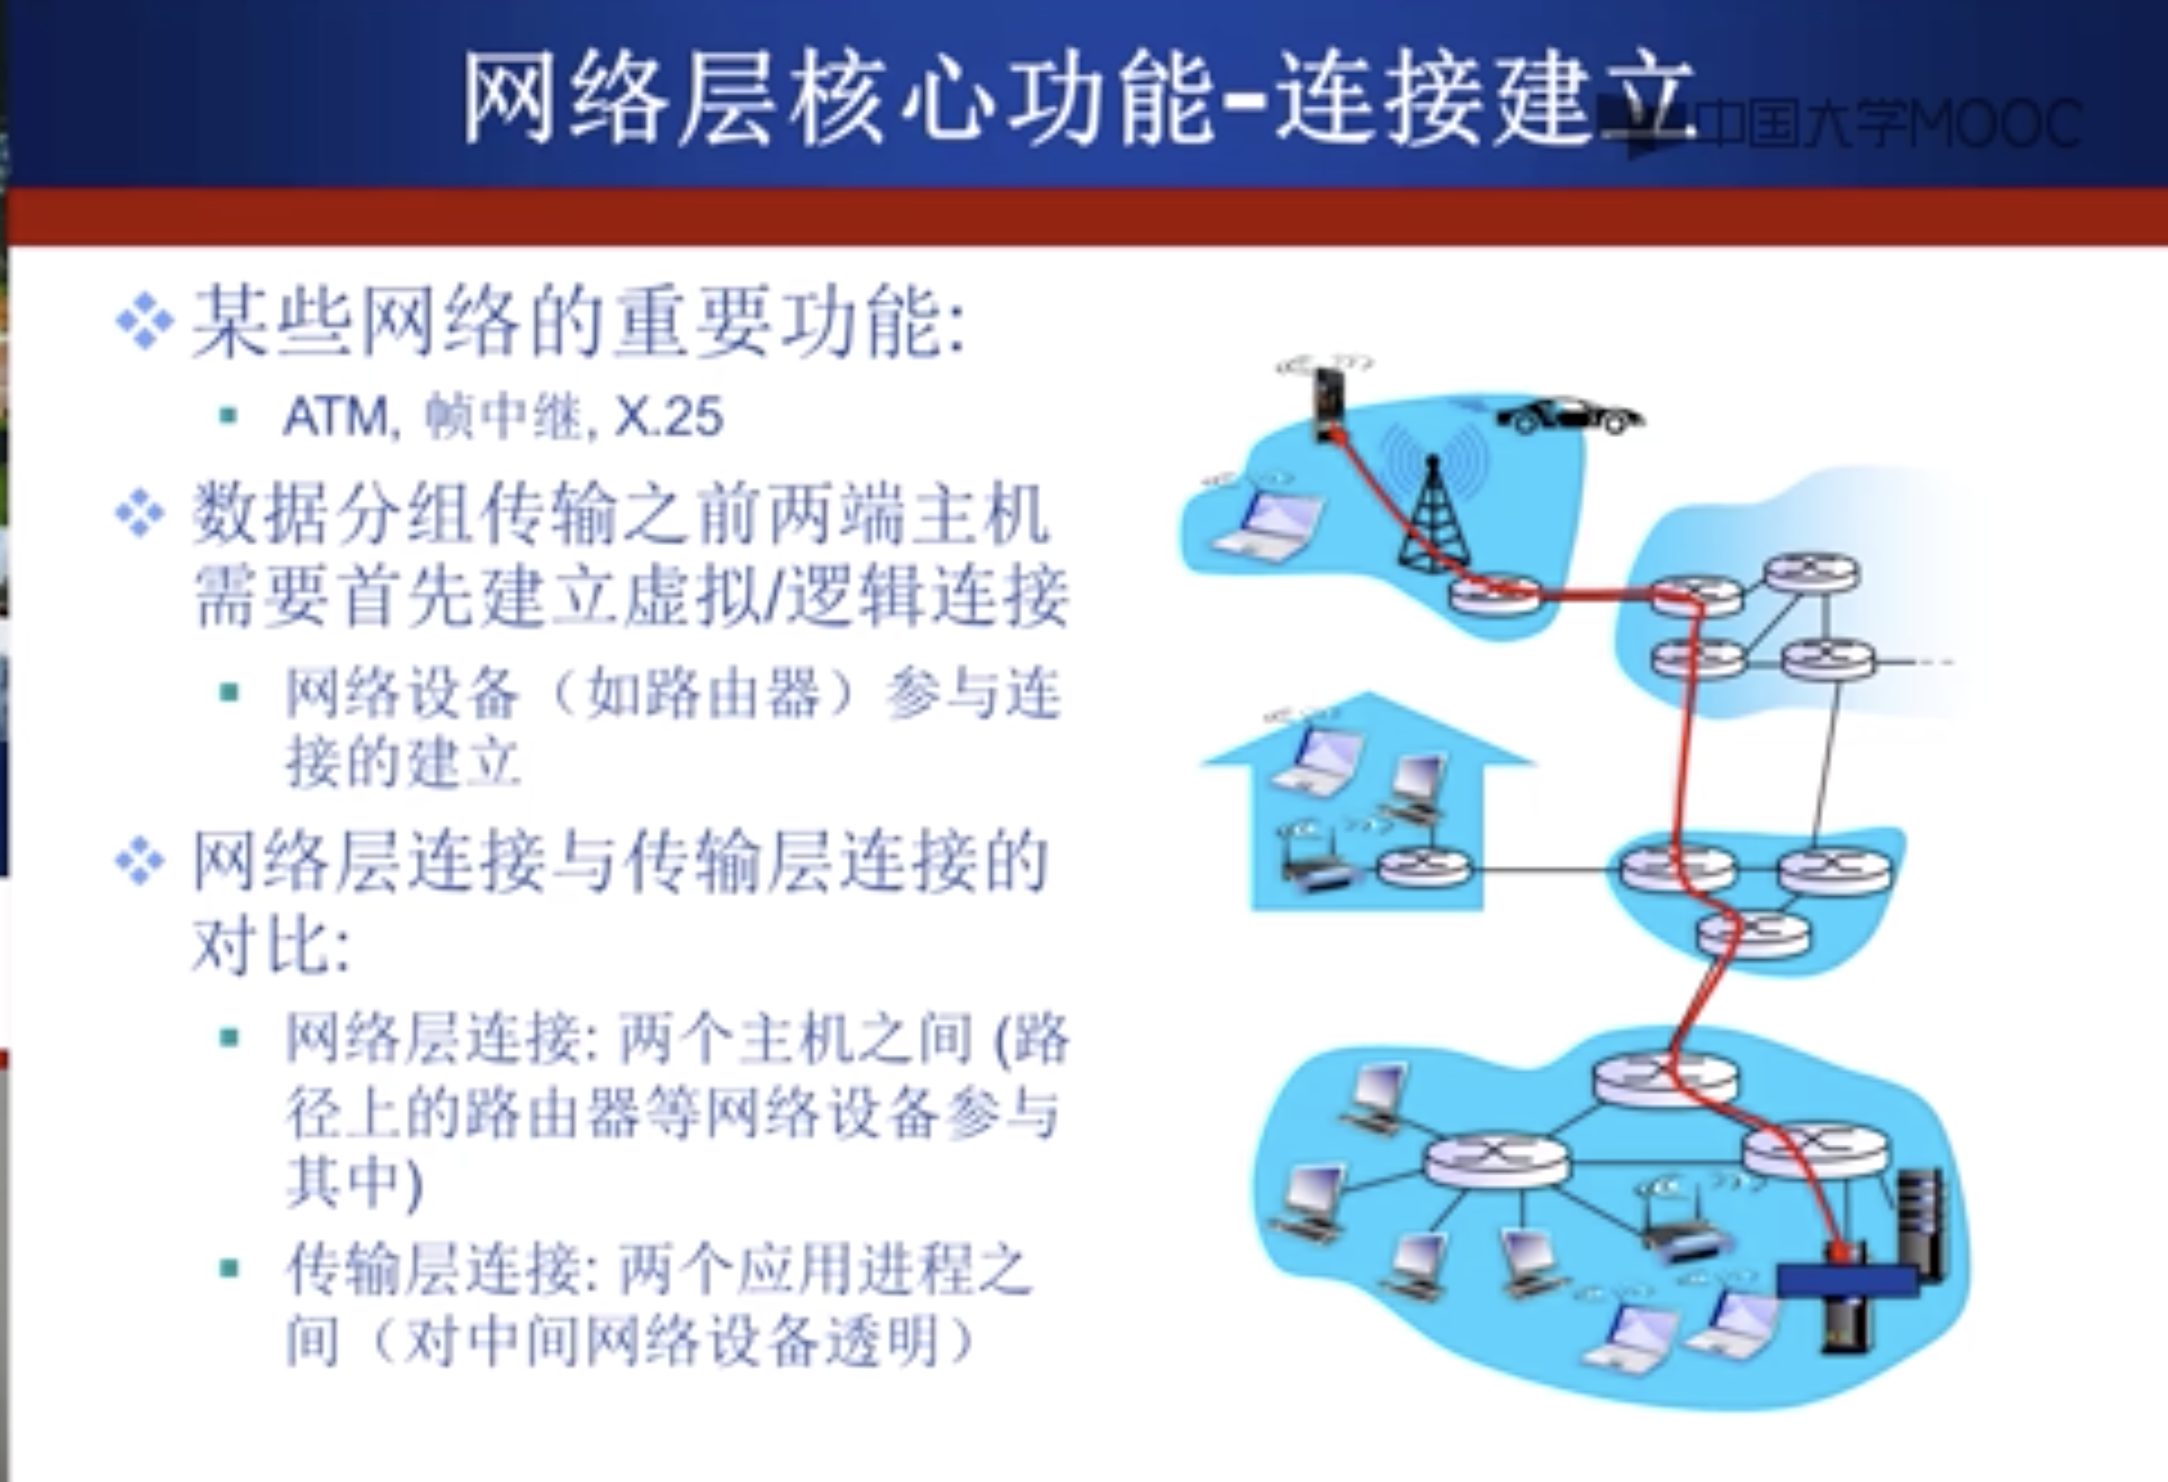 网络层核心功能-连接建立
中国大学MOOC
某些网络的重要功能:
ATM, 帧中继, X.25
数据分组传输之前两端主机
需要首先建立虚拟/逻辑连接
网络设备（如路由器）参与连
接的建立
网络层连接与传输层连接的
对比:
网络层连接: 两个主机之间 (路
径上的路由器等网络设备参与
其中)
传输层连接: 两个应用进程之
间（对中间网络设备透明）